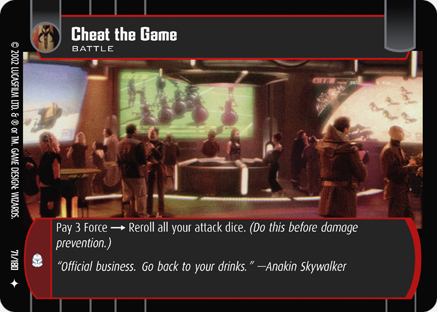 Cheat the Game
BATTLE
Pay 3 Force → Reroll all your attack dice. (Do this before damage
prevention.)
"Official business. Go back to your drinks." —Anakin Skywalker
© 2002 LUCASFILM LTD. & ® or TM. GAME DESIGN: WIZARDS.
71/180